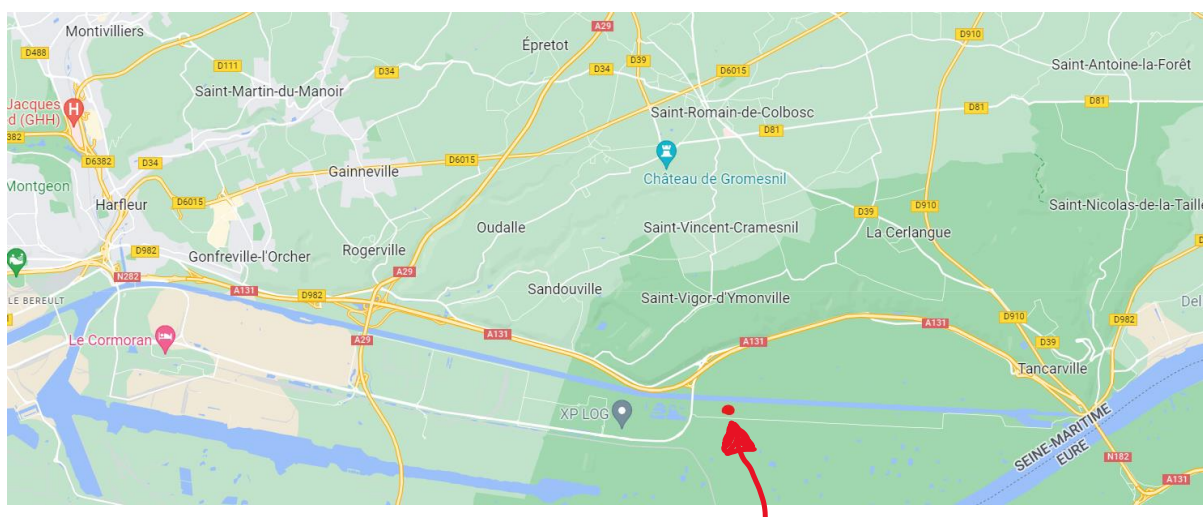 Montivilliers
A29
D910
Épretot
D488
D111
D34
D34
D39
D6015
Saint-Antoine-la-Forêt
Saint-Martin-du-Manoir
Jacques
d (GHH)
H
Saint-Romain-de-Colbosc
D81
D81
D81
382
D6382
D34
D6015
Gainneville
Château de Gromesnil
Montgeon
Harfleur
D6015
D910
Saint-Nicolas-de-la-Taille
D39
Oudalle
Saint-Vincent-Cramesnil
La Cerlangue
D982
Gonfreville-l'Orcher
Rogerville
A29
N282
A131
D982
Sandouville
Saint-Vigor-d'Ymonville
LE BEREULT
Del
D910
D982
A131
A131
A131
Le Cormoran
A29
D39
Tancarville
XP LOG
SEINE-MARITIME
EURE
N182